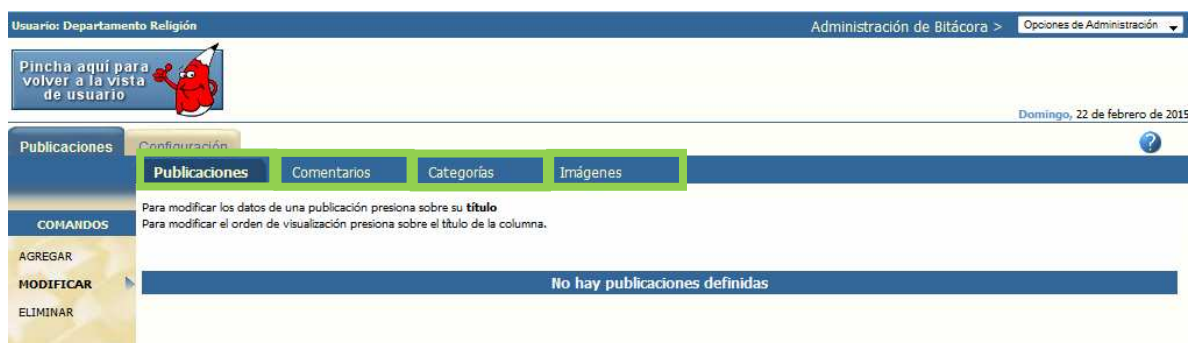 Usuario: Departamento Religión
Administración de Bitácora >
Opciones de Administración
Pincha aquí para
volver a la vista
de usuario
Domingo, 22 de febrero de 2015
Publicaciones
Configuración
Publicaciones
Comentarios
Categorías
Imágenes
Para modificar los datos de una publicación presiona sobre su título
Para modificar el orden de visualización presiona sobre el título de la columna.
COMANDOS
AGREGAR
MODIFICAR
No hay publicaciones definidas
ELIMINAR